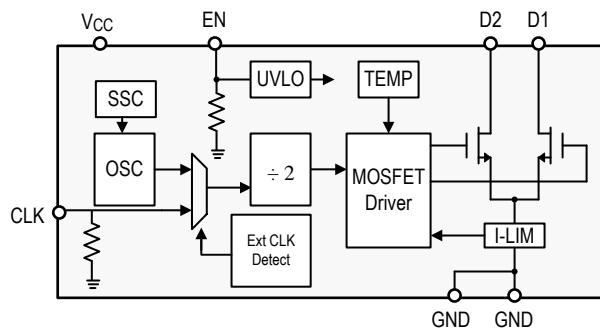 VCC
EN
D2
D1
SSC
UVLO
TEMP
OSC
÷ 2
MOSFET
Driver
CLK
Ext CLK
Detect
I-LIM
GND
GND